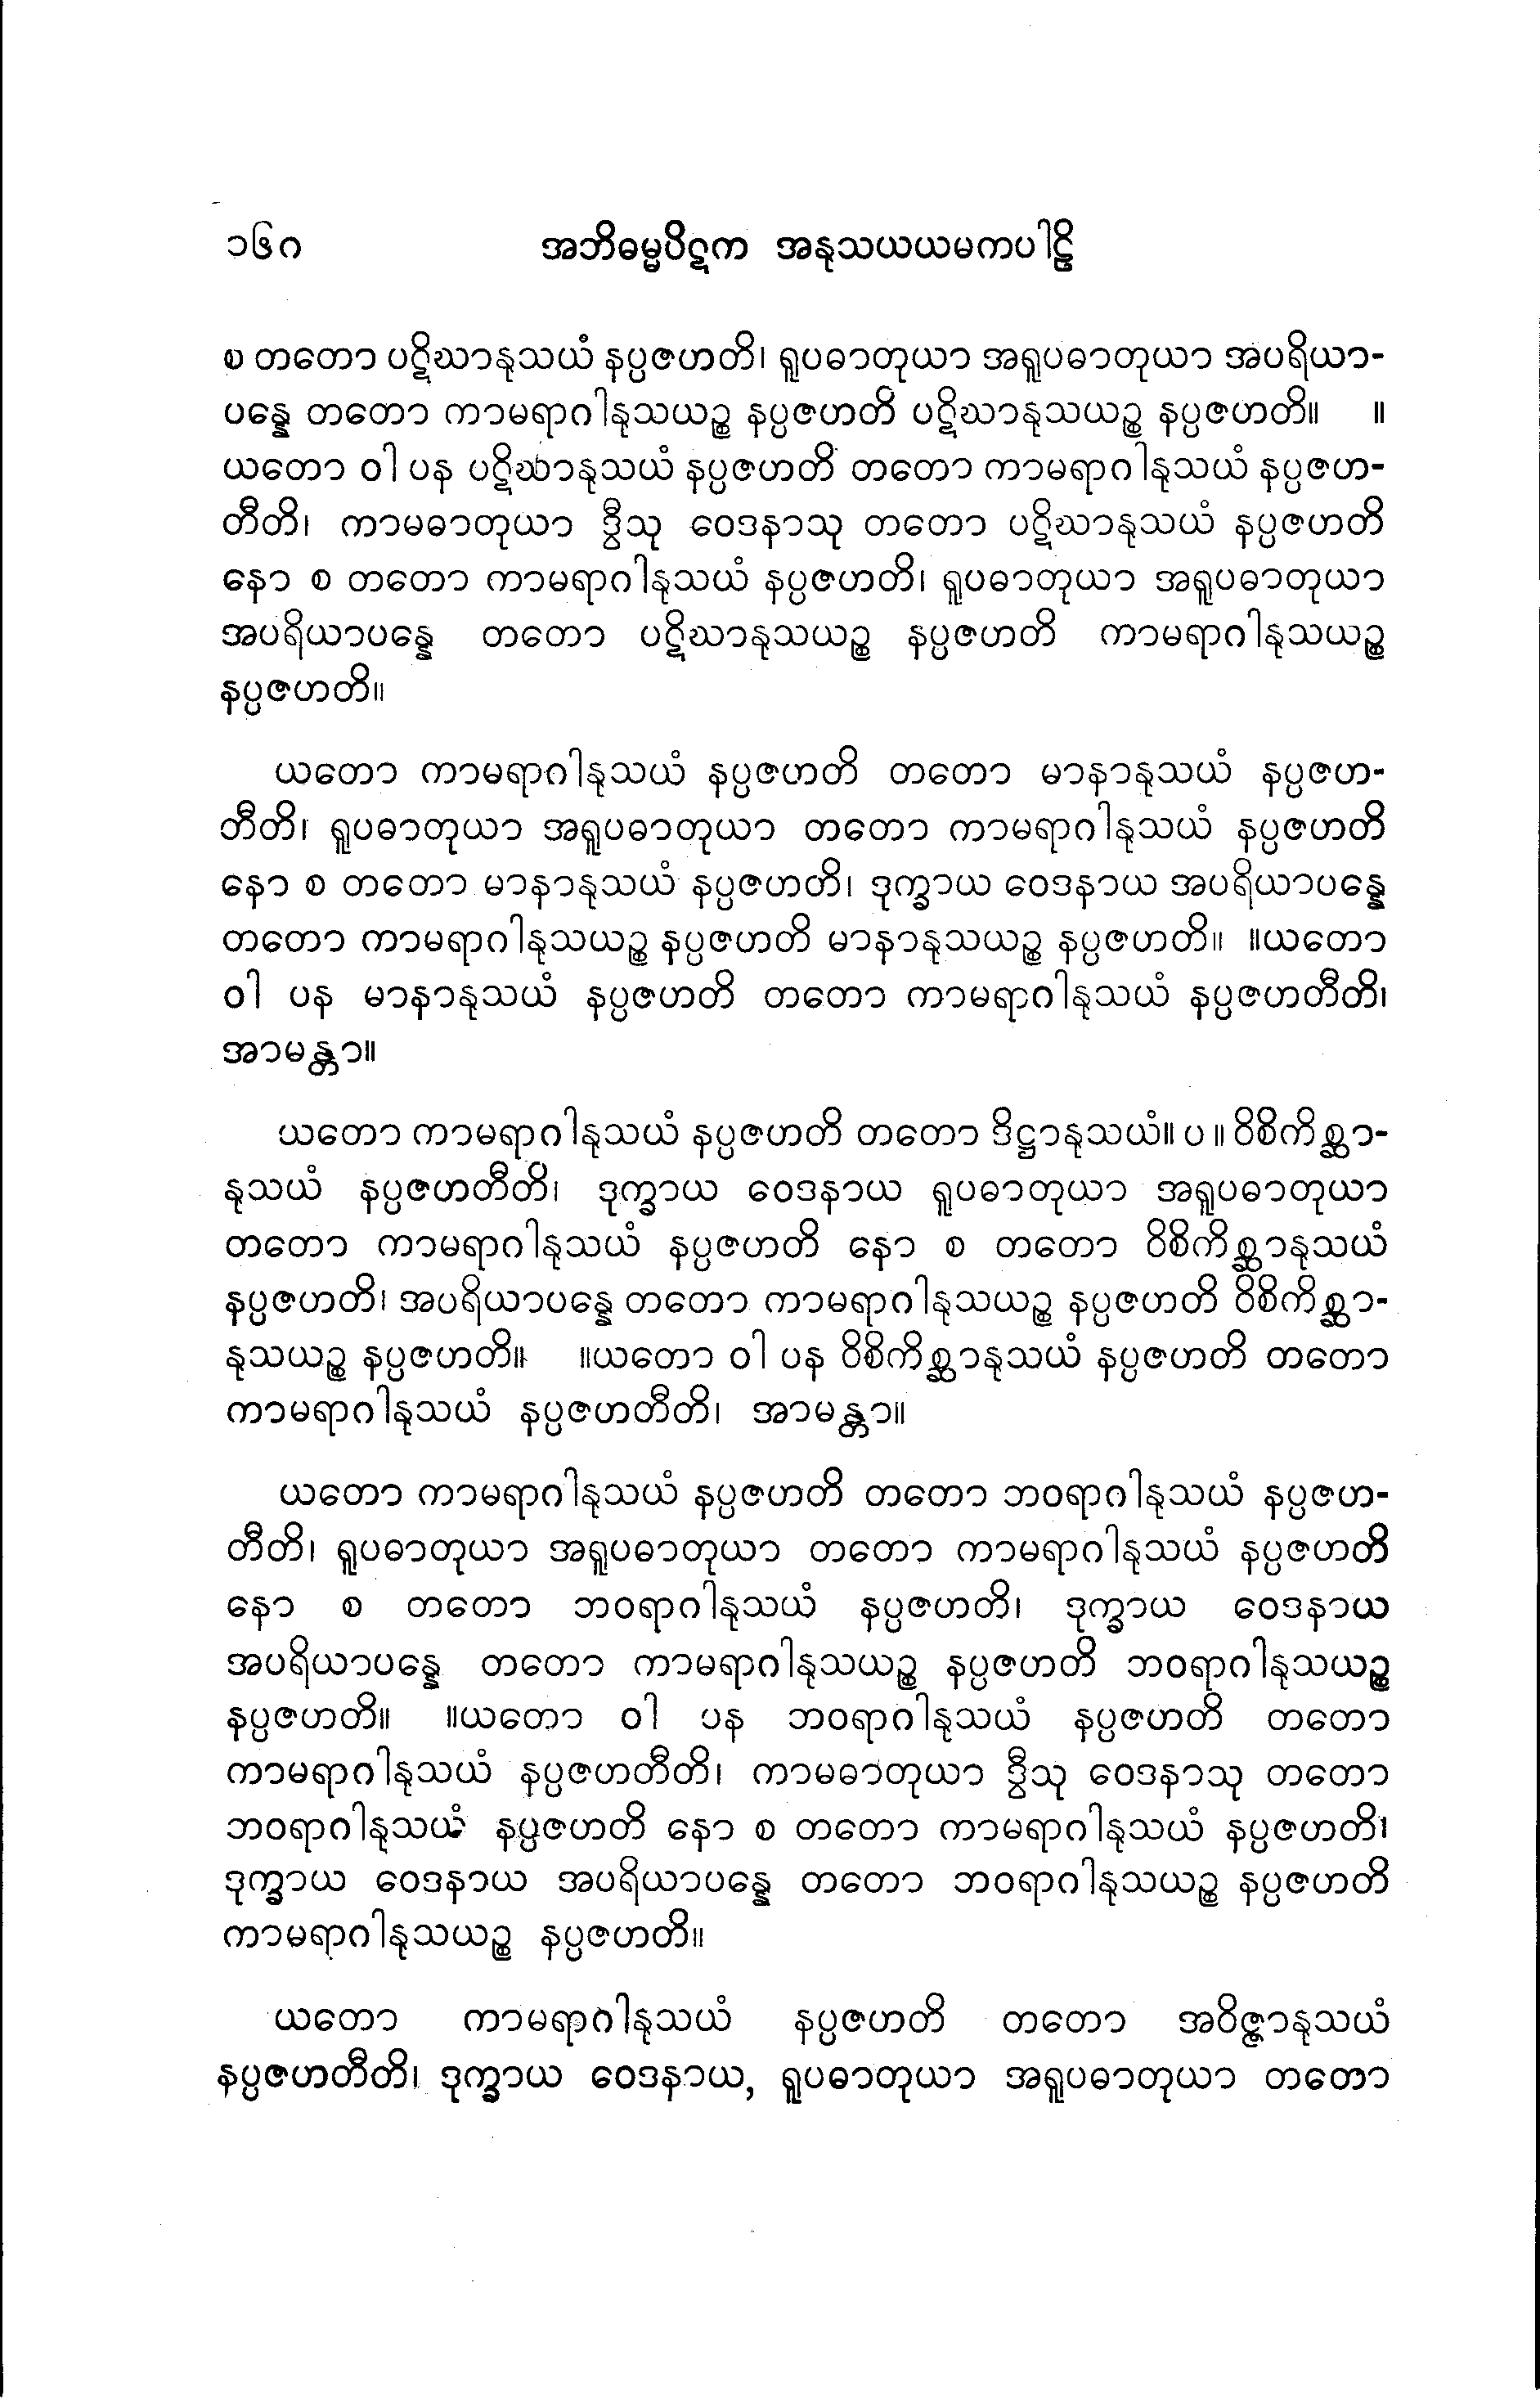 ၁၆၈ အဘိဓမ္မပိဋက အနုသယယမကပါဠိ
စ တတော ပဋိဃာနုသယံ နပ္ပဇဟတိ၊ ရူပဓာတုယာ အရူပဓာတုယာ အပရိယာ-
ပန္နေ တတော ကာမရာဂါနုသယဉ္စ နပ္ပဇဟတိ ပဋိဃာနုသယဉ္စ နပ္ပဇဟတိ။ ။
ယတော ဝါ ပန ပဋိဃာနုသယံ နပ္ပဇဟတိ တတော ကာမရာဂါနုသယံ နပ္ပဇဟ-
တီတိ၊ ကာမဓာတုယာ ဒွီသု ဝေဒနာသု တတော ပဋိဃာနုသယံ နပ္ပဇဟတိ
နော စ တတော ကာမရာဂါနုသယံ နပ္ပဇဟတိ၊ ရူပဓာတုယာ အရူပဓာတုယာ
အပရိယာပန္နေ တတော ပဋိဃာနုသယဉ္စ နပ္ပဇဟတိ ကာမရာဂါနုသယဉ္စ
နပ္ပဇဟတိ။
ယတော ကာမရာဂါနုသယံ နပ္ပဇဟတိ တတော မာနာနုသယံ နပ္ပဇဟ-
တီတိ၊ ရူပဓာတုယာ အရူပဓာတုယာ တတော ကာမရာဂါနုသယံ နပ္ပဇဟတိ
နော စ တတော မာနာနုသယံ နပ္ပဇဟတိ၊ ဒုက္ခာယ ဝေဒနာယ အပရိယာပန္နေ
တတော ကာမရာဂါနုသယဉ္စ နပ္ပဇဟတိ မာနာနုသယဉ္စ နပ္ပဇဟတိ။ ။ယတော
ဝါ ပန မာနာနုသယံ နပ္ပဇဟတိ တတော ကာမရာဂါနုသယံ နပ္ပဇဟတီတိ၊
အာမန္တာ။
ယတော ကာမရာဂါနုသယံ နပ္ပဇဟတိ တတော ဒိဋ္ဌာနုသယံ။ ပ ။ ဝိစိကိစ္ဆာ-
နုသယံ နပ္ပဇဟတီတိ၊ ဒုက္ခာယ ဝေဒနာယ ရူပဓာတုယာ အရူပဓာတုယာ
တတော ကာမရာဂါနုသယံ နပ္ပဇဟတိ နော စ တတော ဝိစိကိစ္ဆာနုသယံ
နပ္ပဇဟတိ၊ အပရိယာပန္နေ တတော ကာမရာဂါနုသယဉ္စ နပ္ပဇဟတိ ဝိစိကိစ္ဆာ-
နုသယဉ္စ နပ္ပဇဟတိ။ ။ယတော ဝါ ပန ဝိစိကိစ္ဆာနုသယံ နပ္ပဇဟတိ တတော
ကာမရာဂါနုသယံ နပ္ပဇဟတီတိ၊ အာမန္တာ။
ယတော ကာမရာဂါနုသယံ နပ္ပဇဟတိ တတော ဘဝရာဂါနုသယံ နပ္ပဇဟ-
တီတိ၊ ရူပဓာတုယာ အရူပဓာတုယာ တတော ကာမရာဂါနုသယံ နပ္ပဇဟတိ
နော စ တတော ဘဝရာဂါနုသယံ နပ္ပဇဟတိ၊ ဒုက္ခာယ ဝေဒနာယ
အပရိယာပန္နေ တတော ကာမရာဂါနုသယဉ္စ နပ္ပဇဟတိ ဘဝရာဂါနုသယဉ္စ
နပ္ပဇဟတိ။ ။ယတော ဝါ ပန ဘဝရာဂါနုသယံ နပ္ပဇဟတိ တတော
ကာမရာဂါနုသယံ နပ္ပဇဟတီတိ၊ ကာမဓာတုယာ ဒွီသု ဝေဒနာသု တတော
ဘဝရာဂါနုသယံ နပ္ပဇဟတိ နော စ တတော ကာမရာဂါနုသယံ နပ္ပဇဟတိ၊
ဒုက္ခာယ ဝေဒနာယ အပရိယာပန္နေ တတော ဘဝရာဂါနုသယဉ္စ နပ္ပဇဟတိ
ကာမရာဂါနုသယဉ္စ နပ္ပဇဟတိ။
ယတော ကာမရာဂါနုသယံ နပ္ပဇဟတိ တတော အဝိဇ္ဇာနုသယံ
နပ္ပဇဟတီတိ၊ ဒုက္ခာယ ဝေဒနာယ, ရူပဓာတုယာ အရူပဓာတုယာ တတော